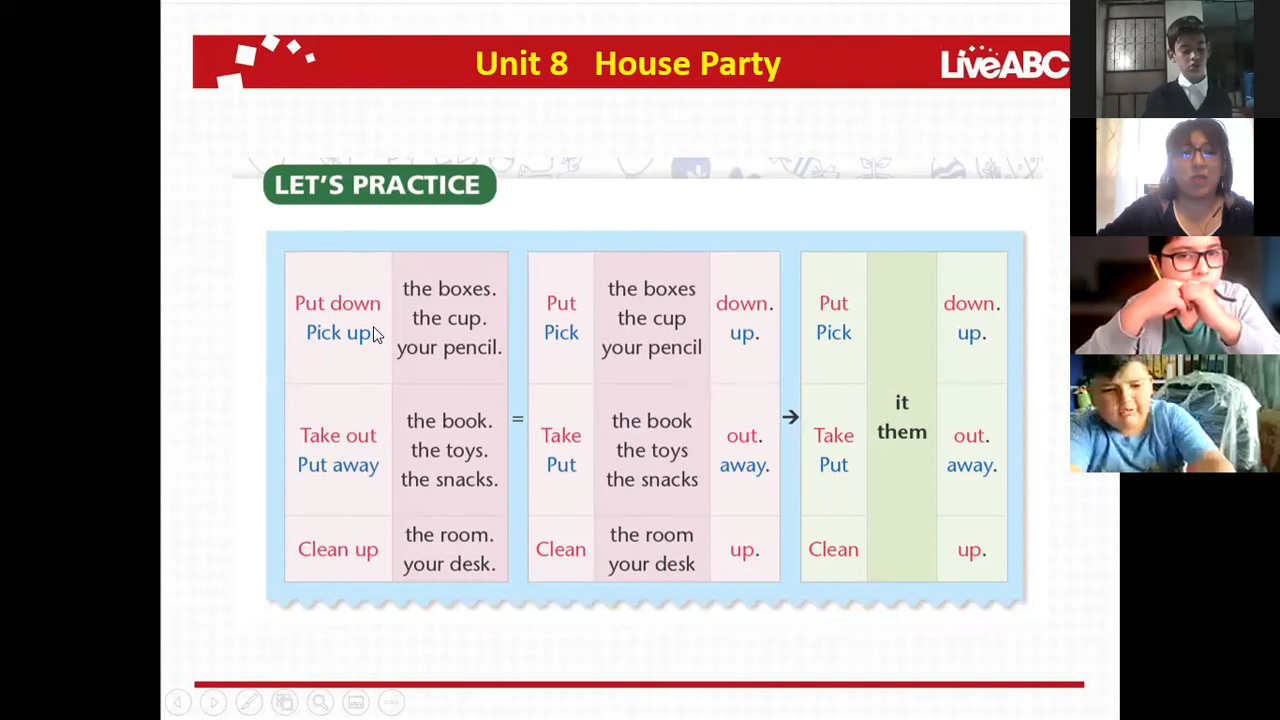 Unit 8 House Party
LiveABC
LET'S PRACTICE
Put down
Pick up
the boxes.
the cup.
your pencil.
Take out
Put away
the book.
the toys.
the snacks.
Clean up
the room.
your desk.
=
Put
Pick
the boxes
the cup
your pencil
down.
up.
Take
Put
the book
the toys
the snacks
out.
away.
Clean
the room
your desk
up.
→
Put
Pick
it
them
down.
up.
Take
Put
out.
away.
Clean
up.